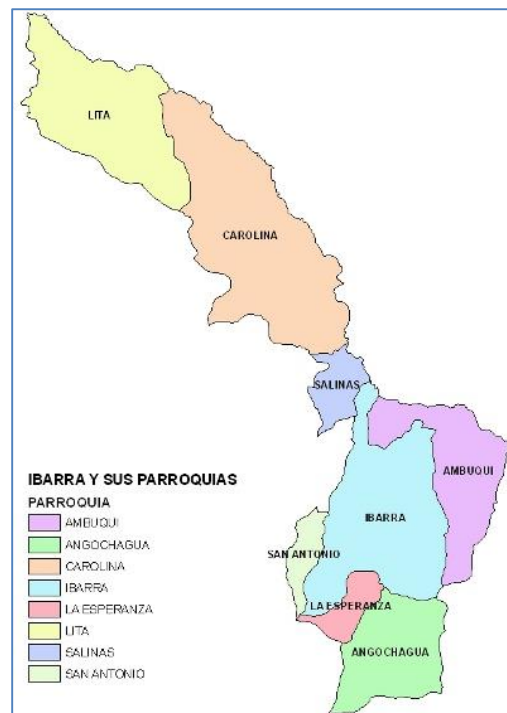 LITA
CAROLINA
SALINAS
AMBUQUI
IBARRA
SAN ANTONIO
LA ESPERANZA
ANGOCHAGUA
IBARRA Y SUS PARROQUIAS
PARROQUIA
AMBUQUI
ANGOCHAGUA
CAROLINA
IBARRA
LA ESPERANZA
LITA
SALINAS
SAN ANTONIO